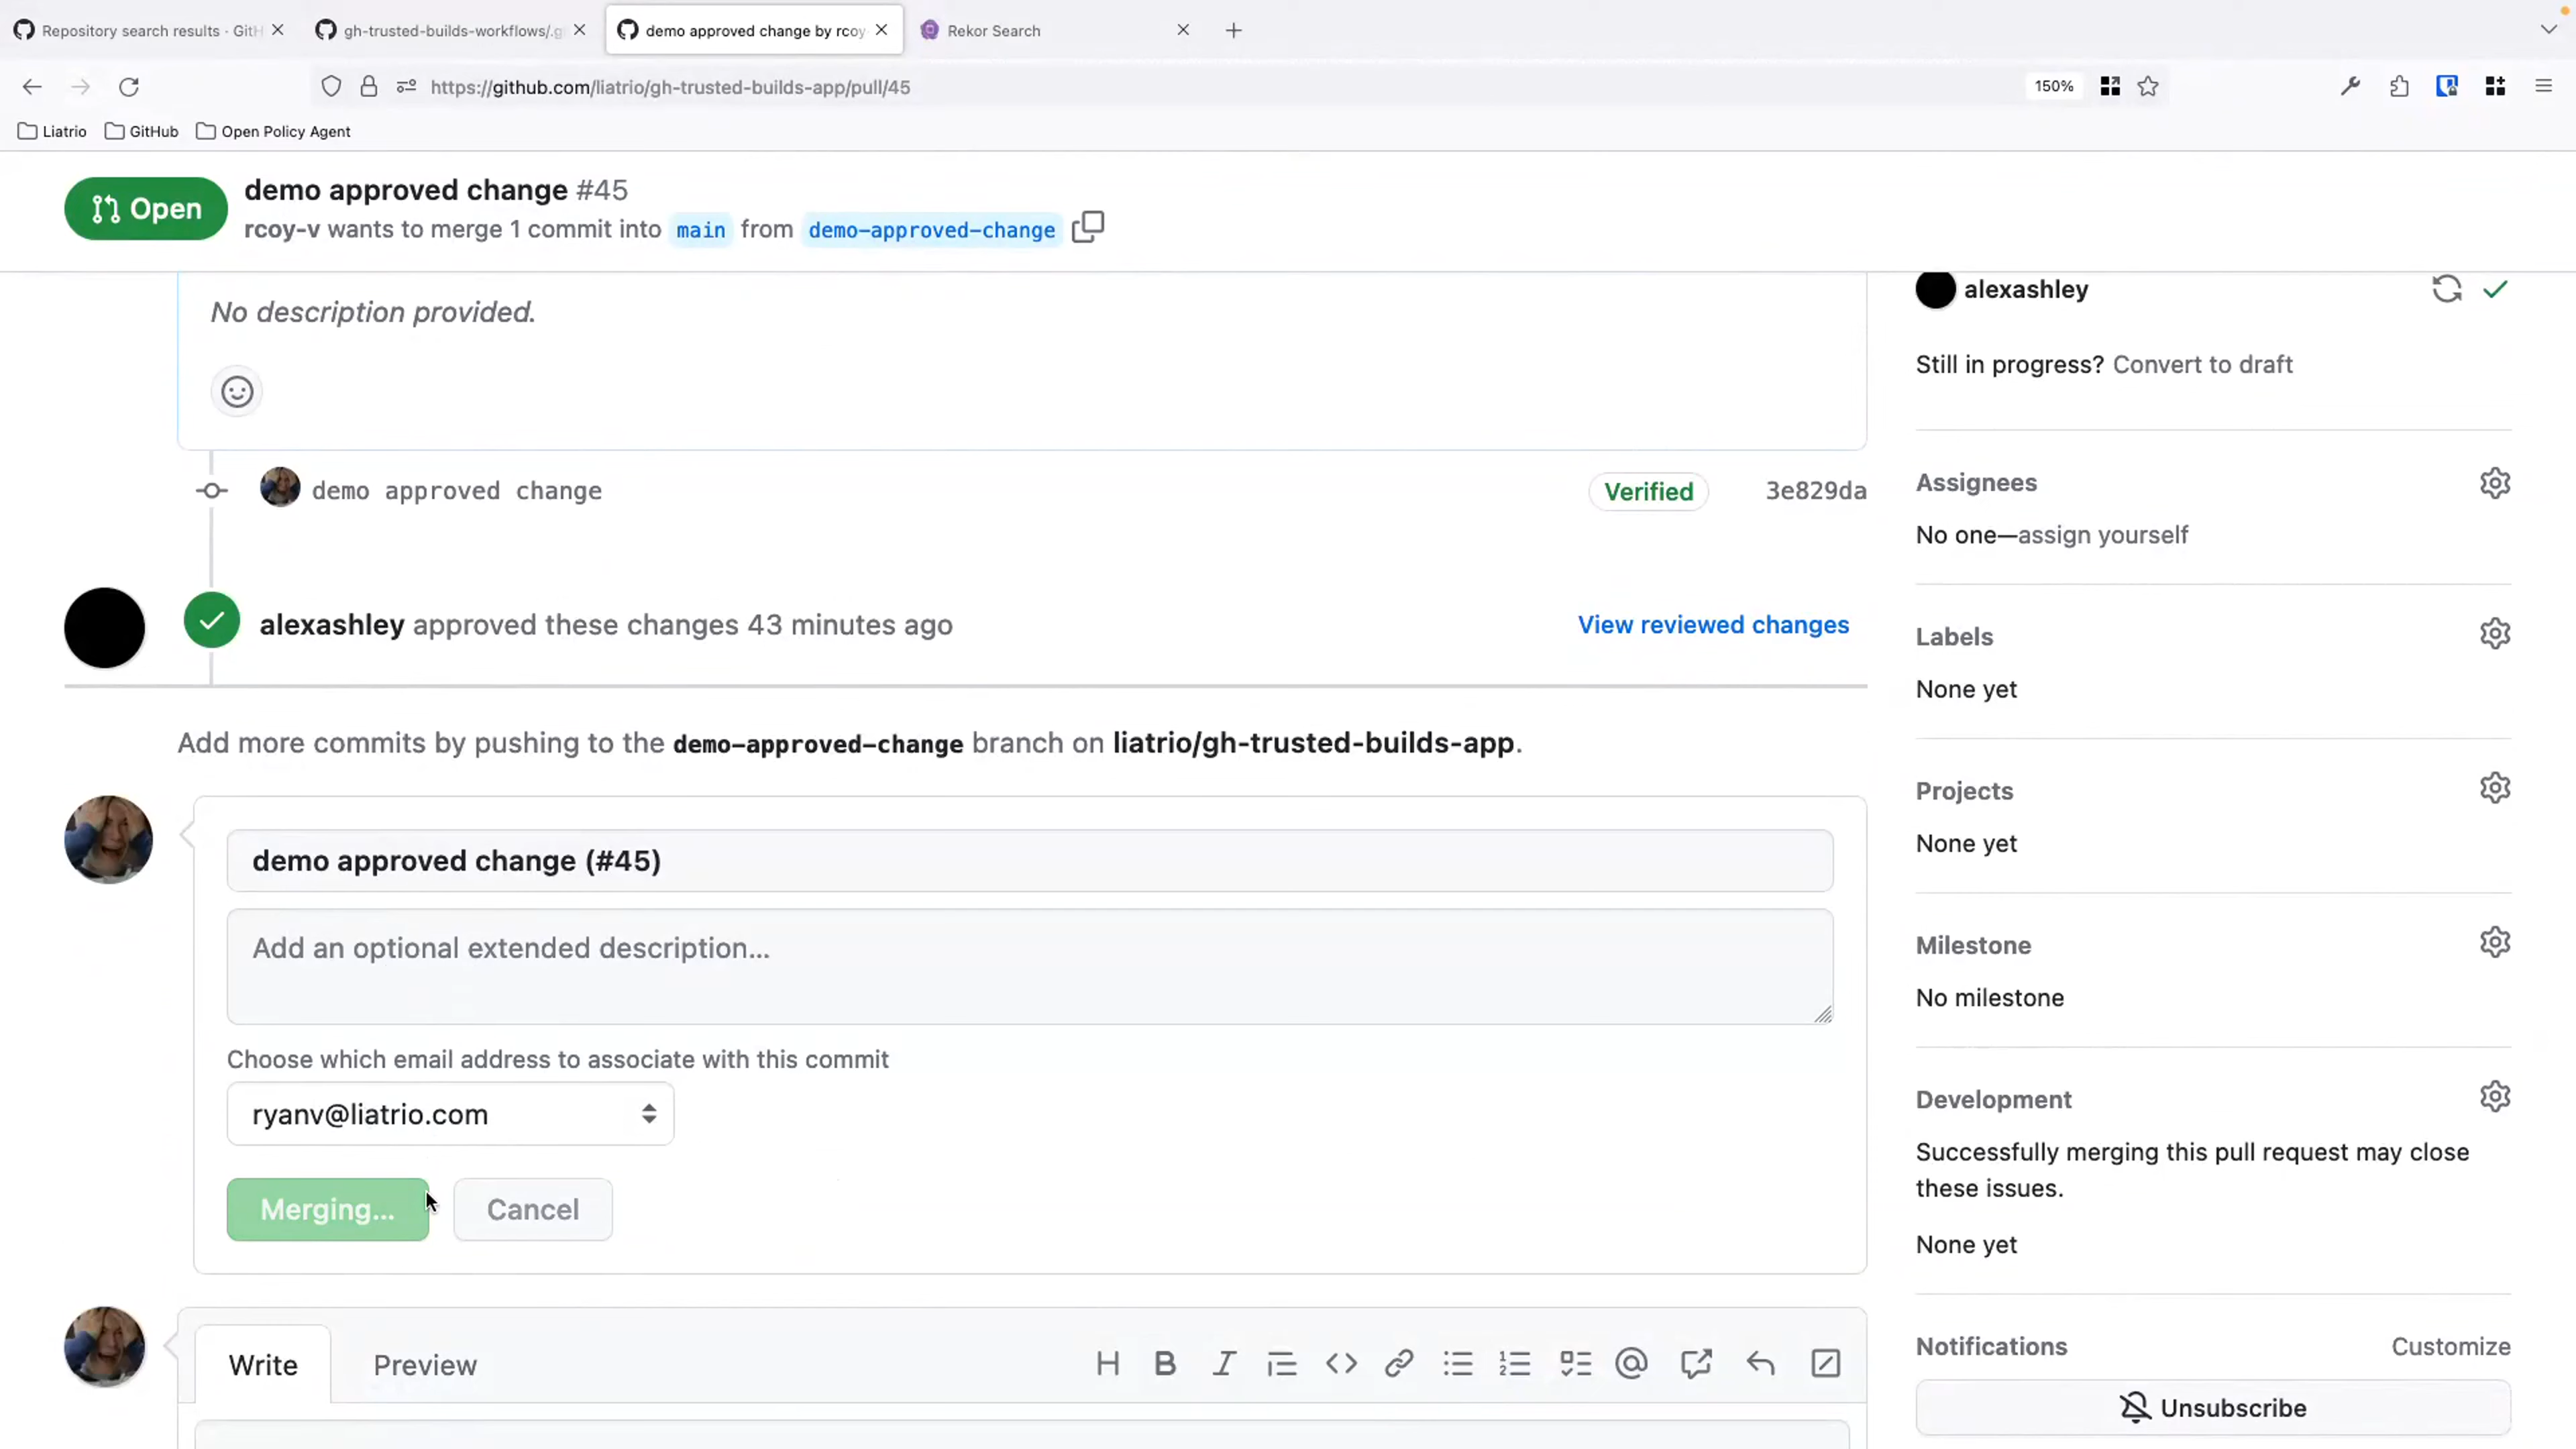 Repository search results · GitH
gh-trusted-builds-workflows/.gi
demo approved change by rcoy
Rekor Search
https://github.com/liatrio/gh-trusted-builds-app/pull/45
150%
Liatrio
GitHub
Open Policy Agent
Open
demo approved change #45
rcoy-v wants to merge 1 commit into main from demo-approved-change
No description provided.
alexashley
Still in progress? Convert to draft
demo approved change
Verified
3e829da
Assignees
No one—assign yourself
alexashley approved these changes 43 minutes ago
View reviewed changes
Labels
None yet
Add more commits by pushing to the demo-approved-change branch on liatrio/gh-trusted-builds-app.
Projects
None yet
demo approved change (#45)
Add an optional extended description...
Milestone
No milestone
Choose which email address to associate with this commit
ryanv@liatrio.com
Merging...
Cancel
Development
Successfully merging this pull request may close
these issues.
None yet
Write
Preview
H B I
Notifications
Customize
Unsubscribe